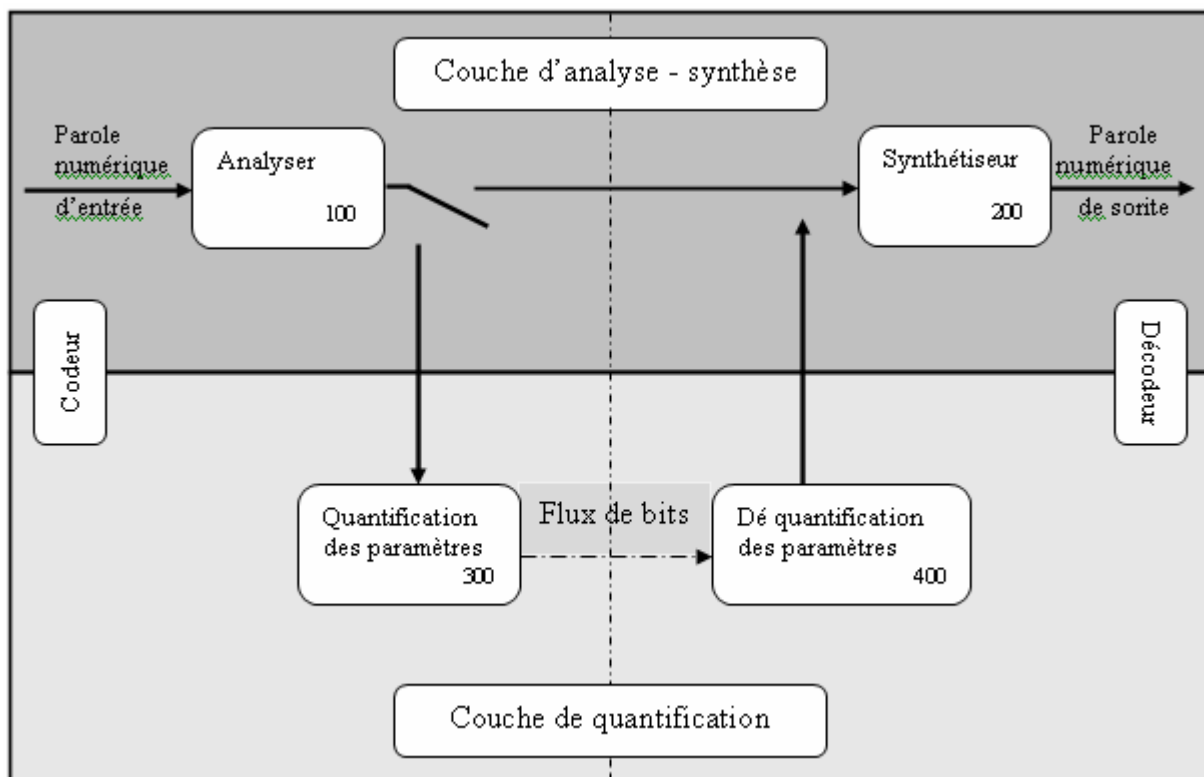 Couche d'analyse - synthèse
Parole
numérique
d'entrée
Analyser
100
Synthétiseur
200
Parole
numérique
de sorite
Codeur
Décodeur
Quantification
des paramètres
300
Flux de bits
Dé quantification
des paramètres
400
Couche de quantification